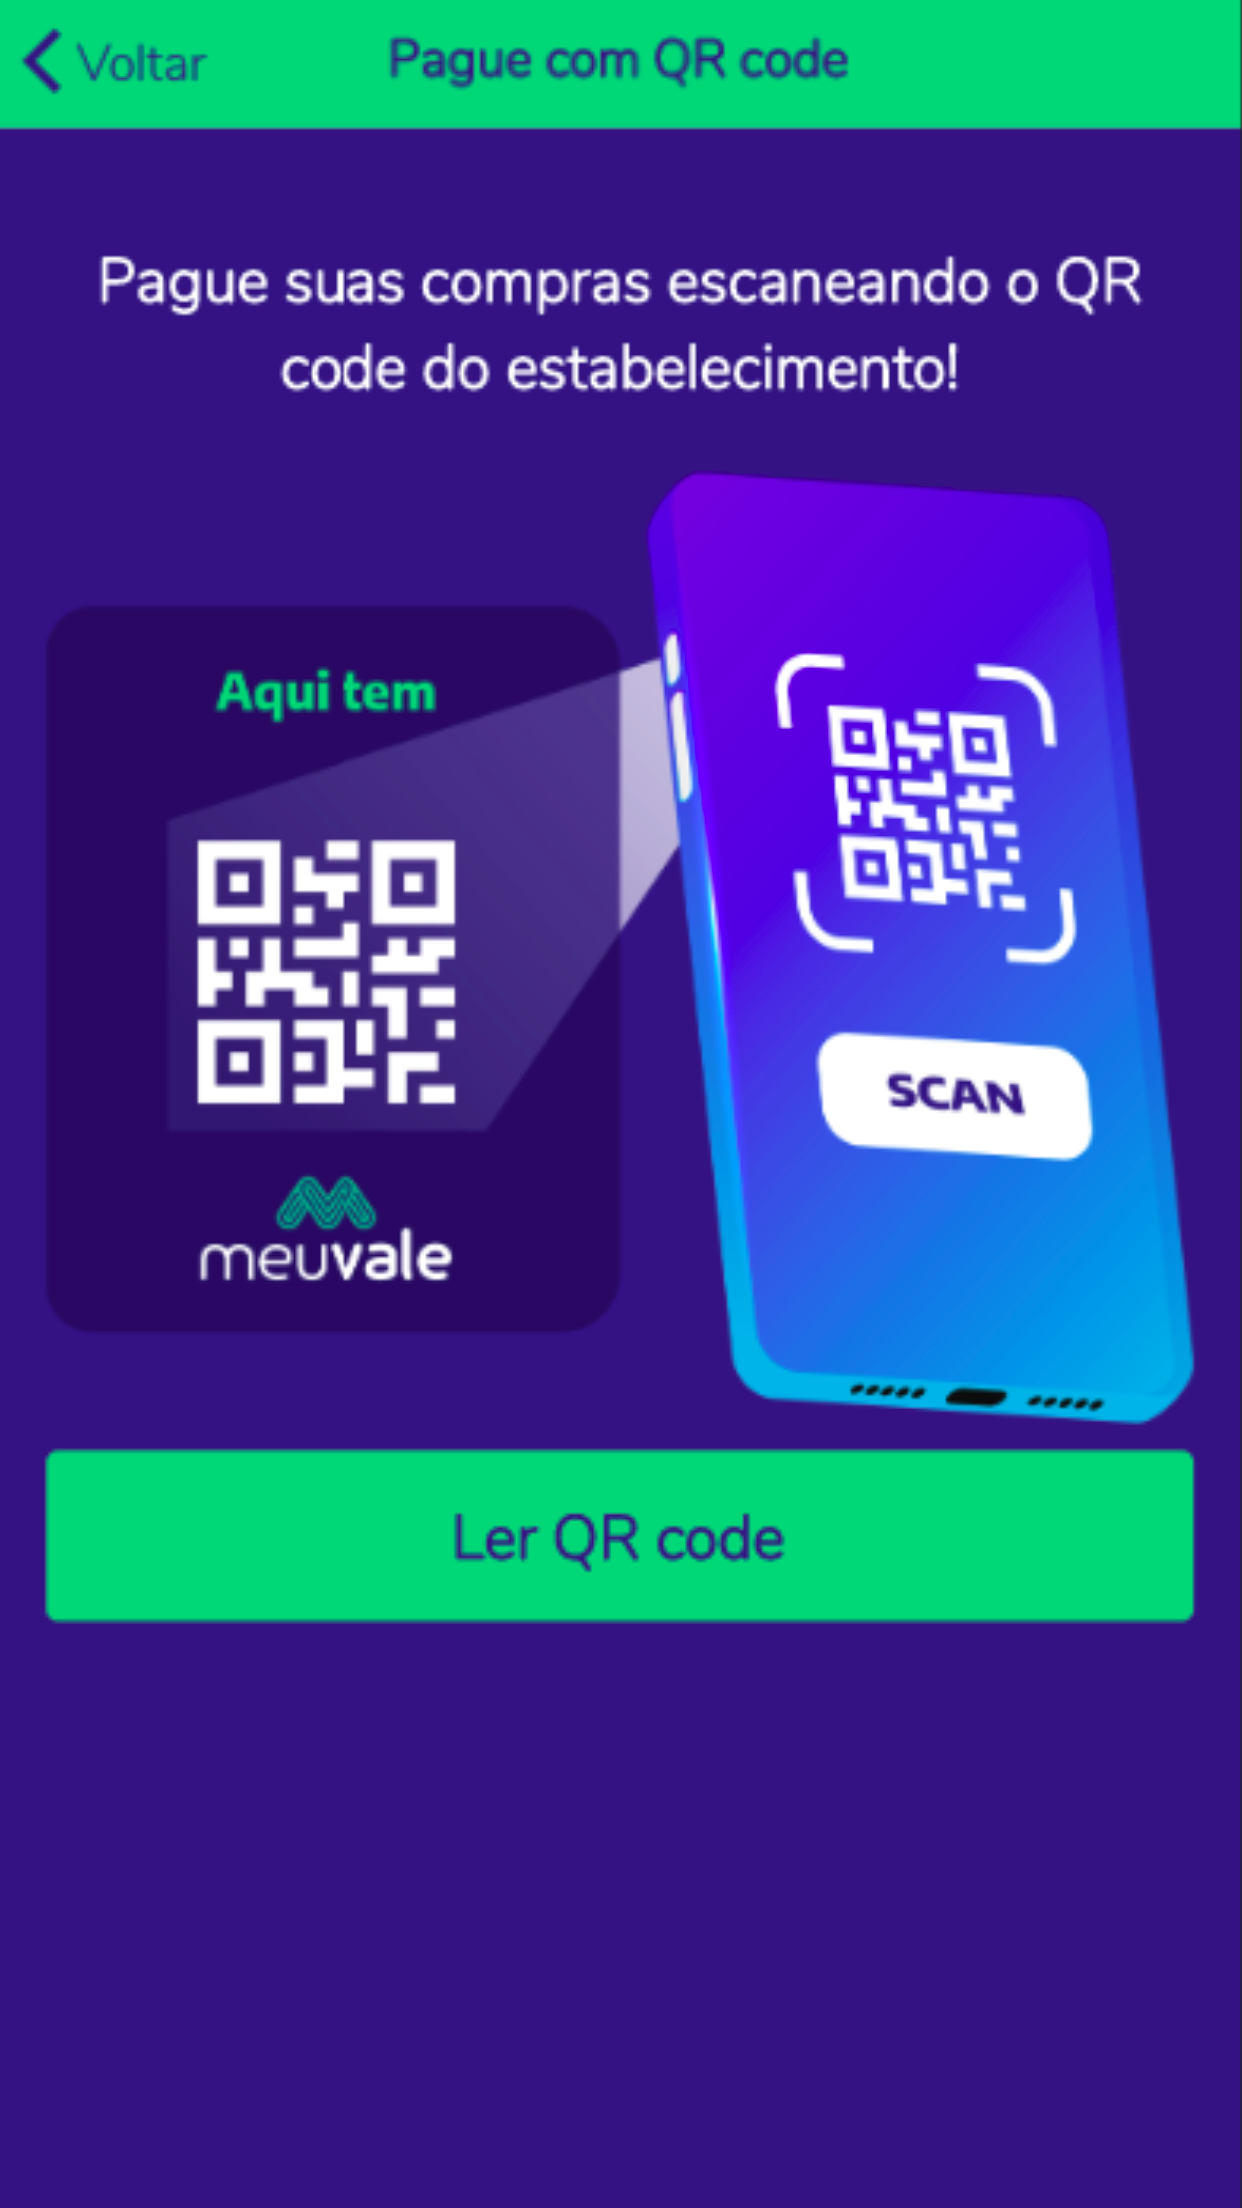 Voltar
Pague com QR code
Pague suas compras escaneando o QR
code do estabelecimento!
Aqui tem
meuvale
SCAN
Ler QR code